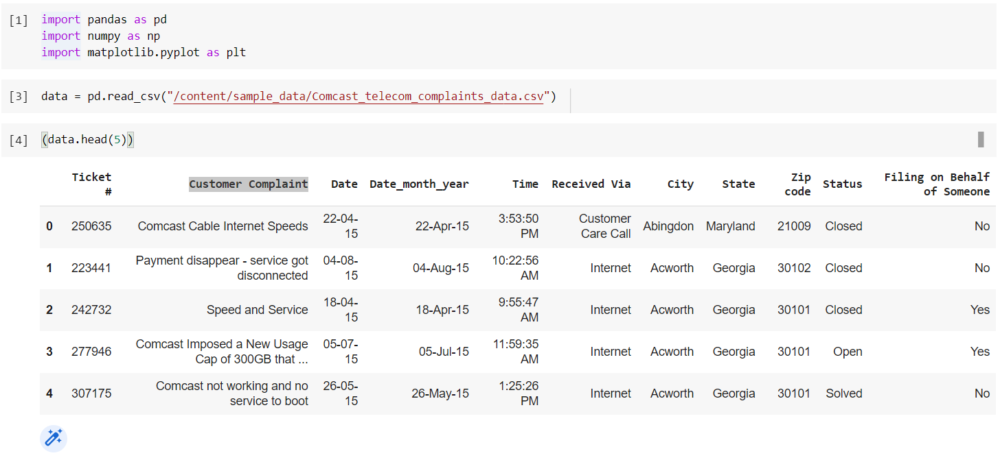 [1] import pandas as pd
import numpy as np
import matplotlib.pyplot as plt
[3] data = pd.read_csv("/content/sample_data/Comcast_telecom_complaints_data.csv")
[4] (data.head(5))
Ticket # Customer Complaint Date Date_month_year Time Received Via City State Zip code Status Filing on Behalf of Someone
0 250635 Comcast Cable Internet Speeds 22-04-15 22-Apr-15 3:53:50 PM Customer Care Call Abingdon Maryland 21009 Closed No
1 223441 Payment disappear - service got disconnected 04-08-15 04-Aug-15 10:22:56 AM Internet Acworth Georgia 30102 Closed No
2 242732 Speed and Service 18-04-15 18-Apr-15 9:55:47 AM Internet Acworth Georgia 30101 Closed Yes
3 277946 Comcast Imposed a New Usage Cap of 300GB that ... 05-07-15 05-Jul-15 11:59:35 AM Internet Acworth Georgia 30101 Open Yes
4 307175 Comcast not working and no service to boot 26-05-15 26-May-15 1:25:26 PM Internet Acworth Georgia 30101 Solved No